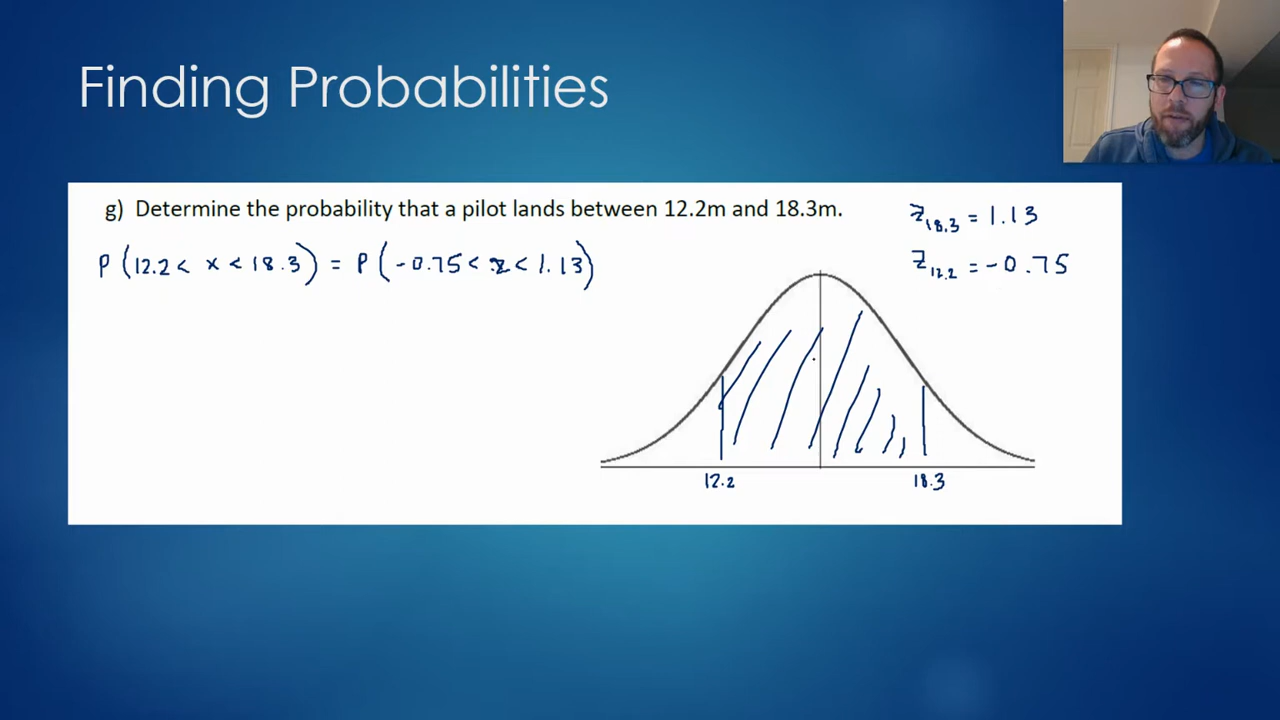 Finding Probabilities
g) Determine the probability that a pilot lands between 12.2m and 18.3m.
z₁₈.₃ = 1.13
P(12.2 < x < 18.3) = P(-0.75 < z < 1.13)
z₁₂.₂ = -0.75
12.2
18.3